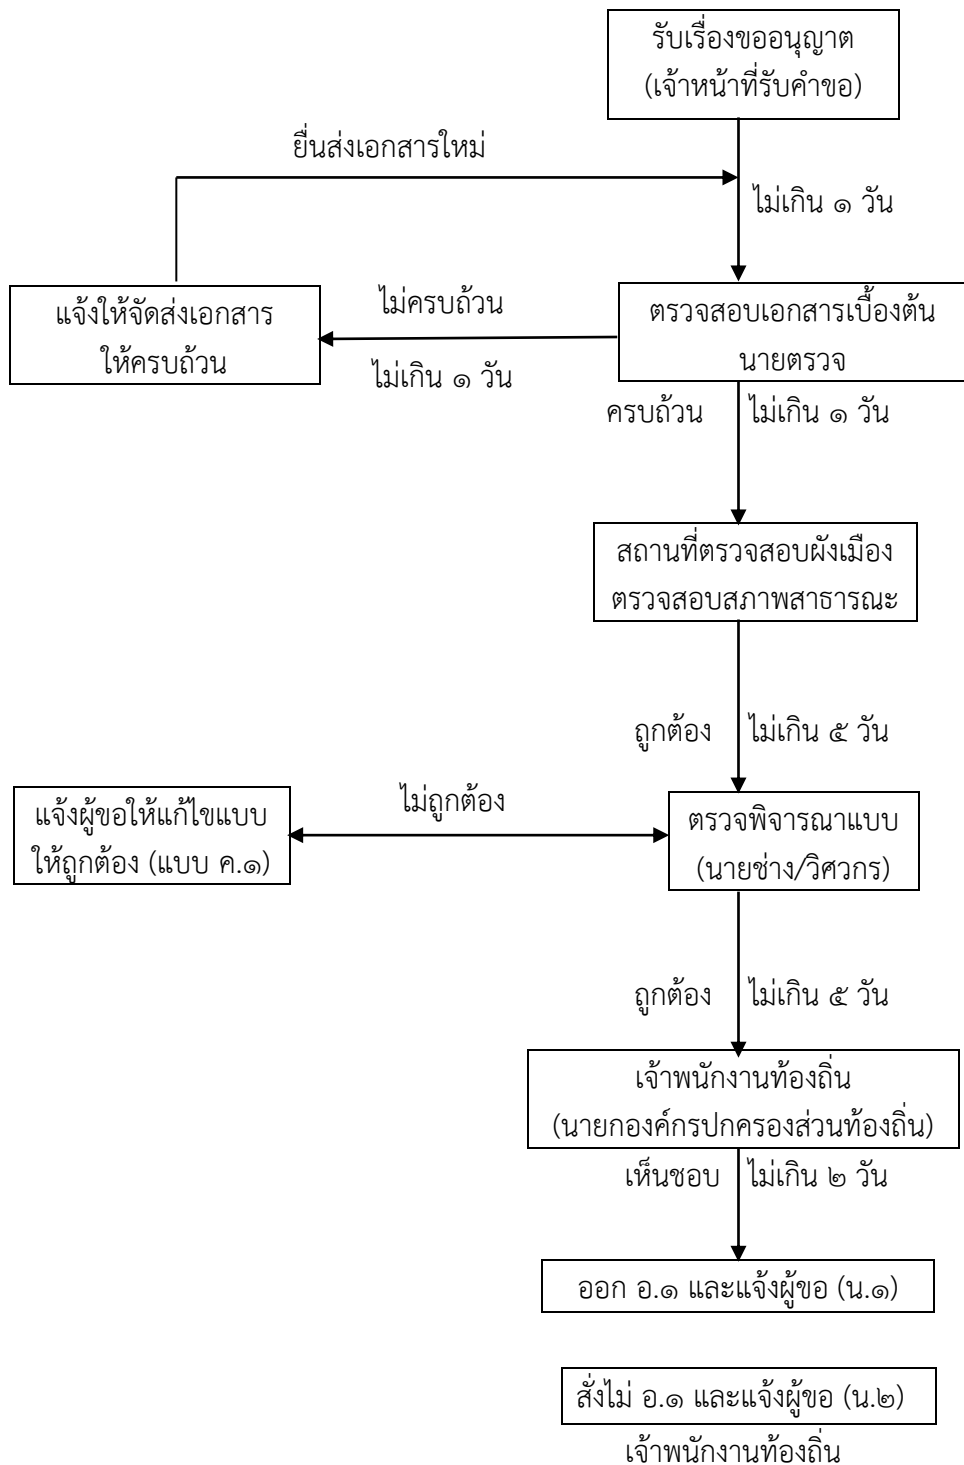 รับเรื่องขออนุญาต
(เจ้าหน้าที่รับคำขอ)
ยื่นส่งเอกสารใหม่
ไม่เกิน ๑ วัน
แจ้งให้จัดส่งเอกสาร
ให้ครบถ้วน
ไม่ครบถ้วน
ไม่เกิน ๑ วัน
ตรวจสอบเอกสารเบื้องต้น
นายตรวจ
ครบถ้วน ไม่เกิน ๑ วัน
สถานที่ตรวจสอบผังเมือง
ตรวจสอบสภาพสาธารณะ
ถูกต้อง ไม่เกิน ๕ วัน
แจ้งผู้ขอให้แก้ไขแบบ
ให้ถูกต้อง (แบบ ค.๑)
ไม่ถูกต้อง
ตรวจพิจารณาแบบ
(นายช่าง/วิศวกร)
ถูกต้อง ไม่เกิน ๕ วัน
เจ้าพนักงานท้องถิ่น
(นายกองค์กรปกครองส่วนท้องถิ่น)
เห็นชอบ ไม่เกิน ๒ วัน
ออก อ.๑ และแจ้งผู้ขอ (น.๑)
สั่งไม่ อ.๑ และแจ้งผู้ขอ (น.๒)
เจ้าพนักงานท้องถิ่น